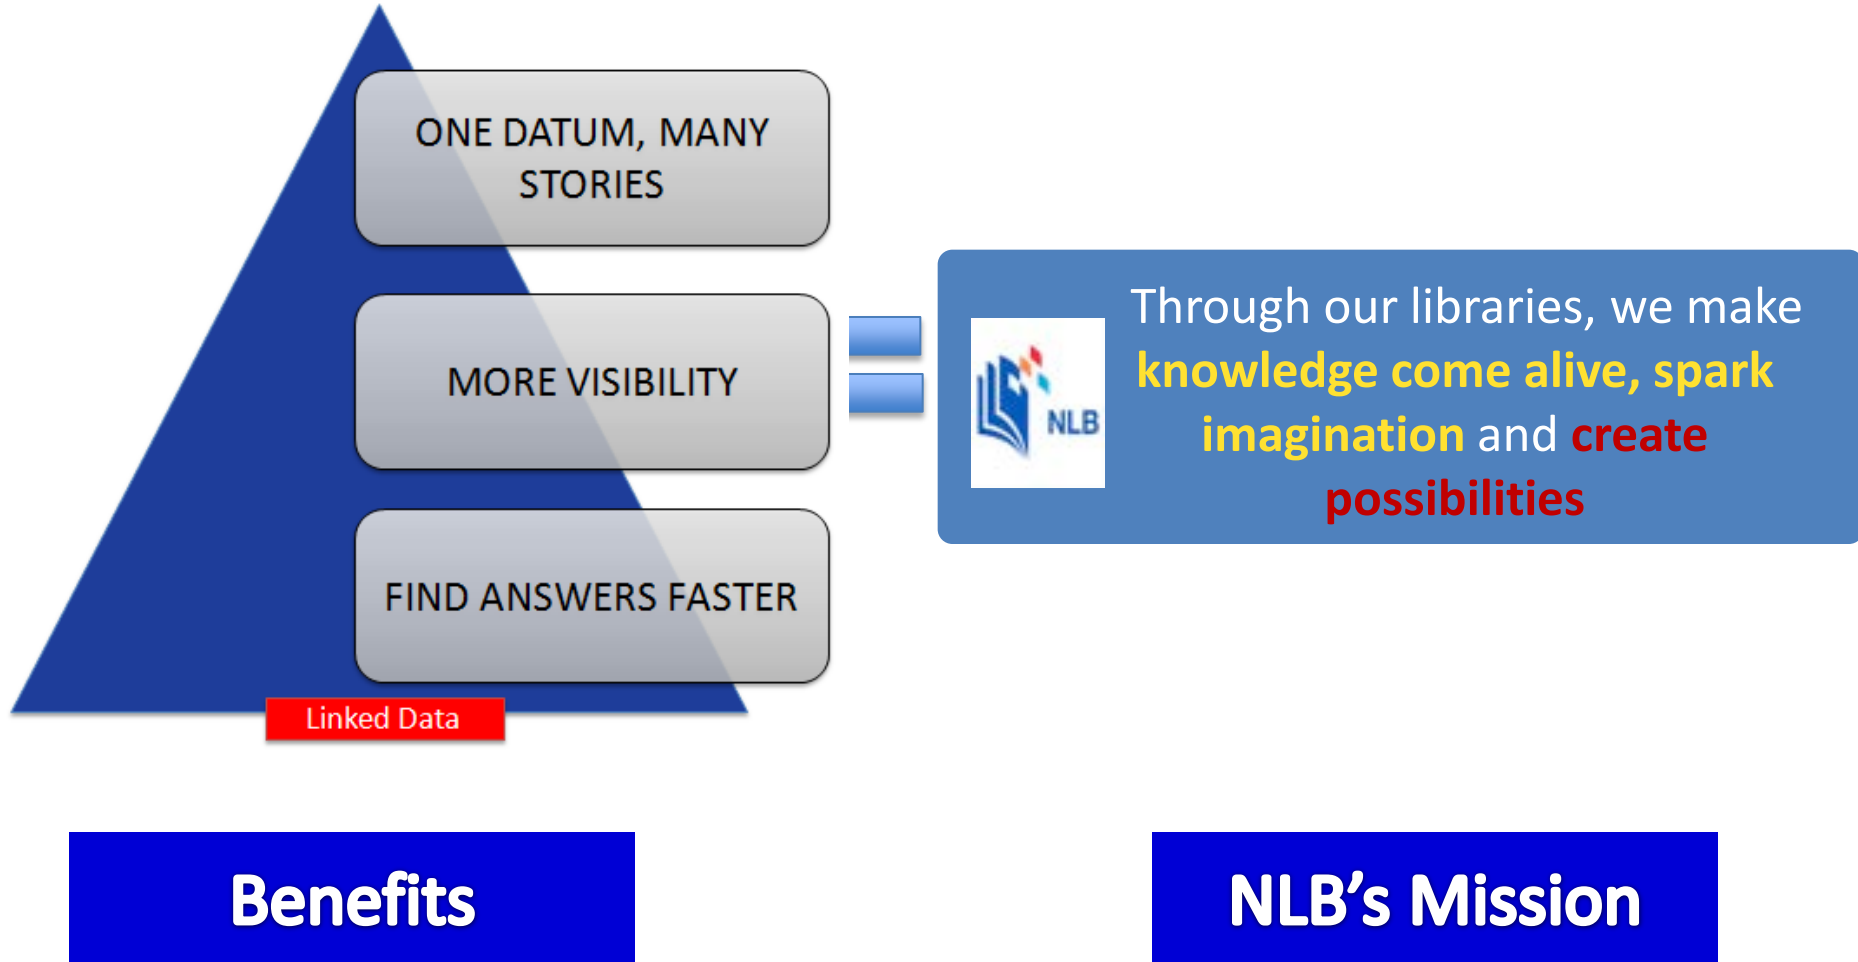 ONE DATUM, MANY
STORIES
MORE VISIBILITY
FIND ANSWERS FASTER
Linked Data
Through our libraries, we make
knowledge come alive, spark
imagination and create
possibilities
NLB
Benefits
NLB’s Mission